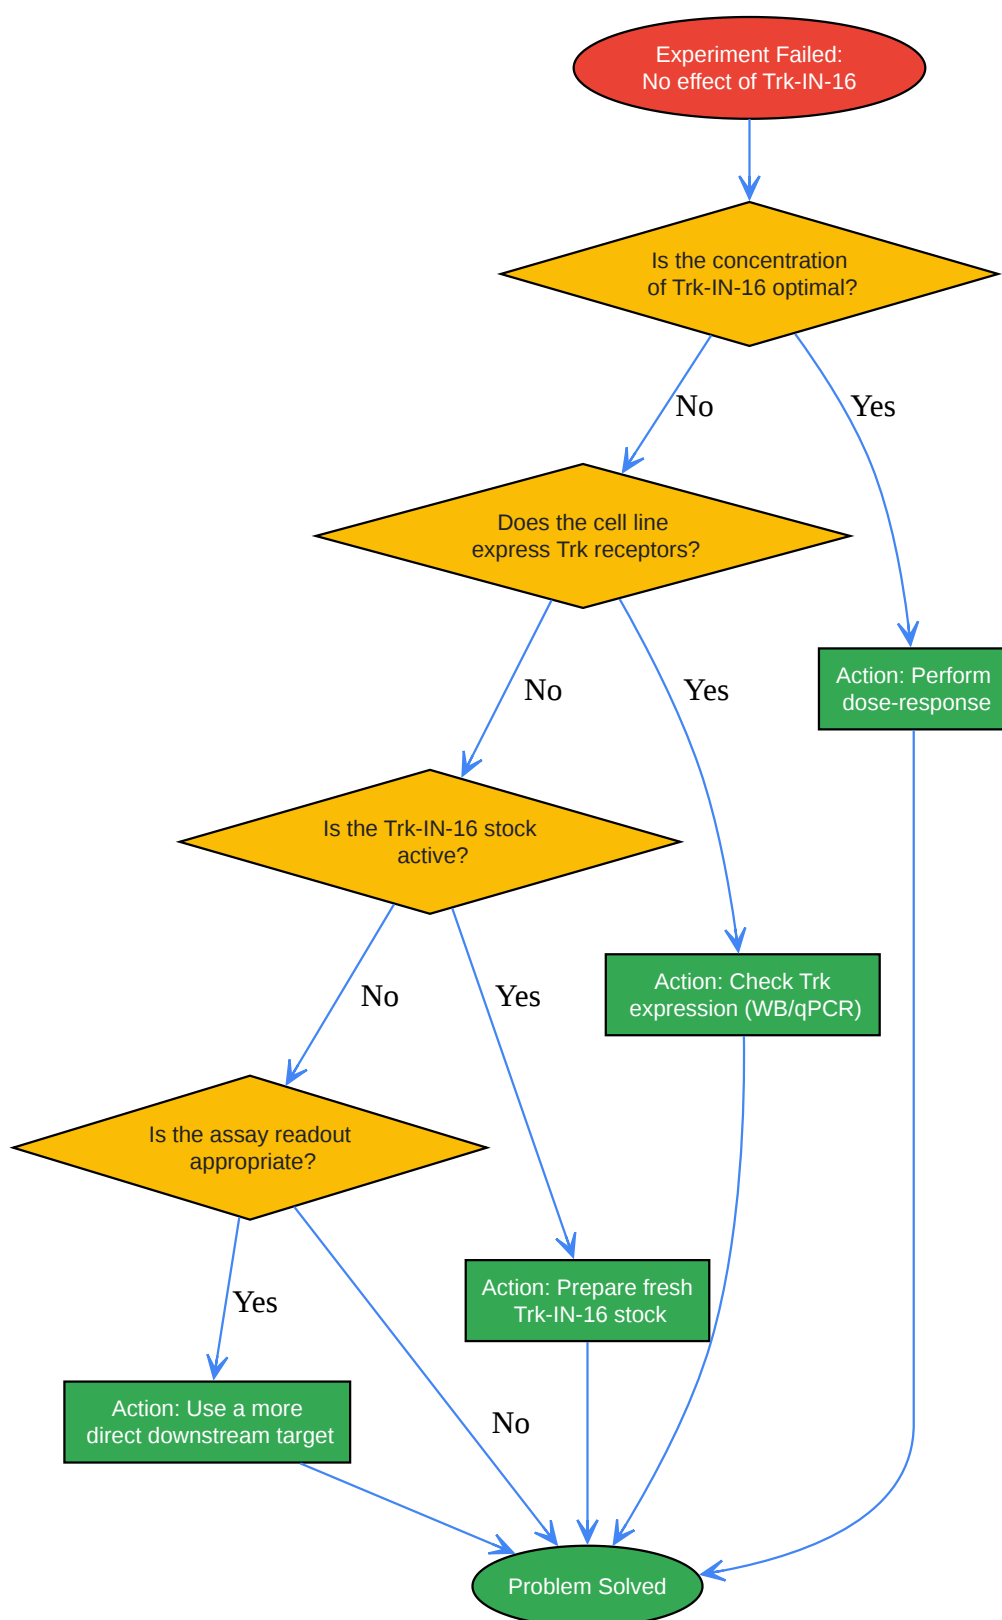 Experiment Failed:
No effect of Trk-IN-16
Is the concentration
of Trk-IN-16 optimal?
No
Yes
Does the cell line
express Trk receptors?
No
Yes
Action: Perform
dose-response
Is the Trk-IN-16 stock
active?
No
Yes
Action: Check Trk
expression (WB/qPCR)
Is the assay readout
appropriate?
Yes
Action: Prepare fresh
Trk-IN-16 stock
Action: Use a more
direct downstream target
No
Problem Solved